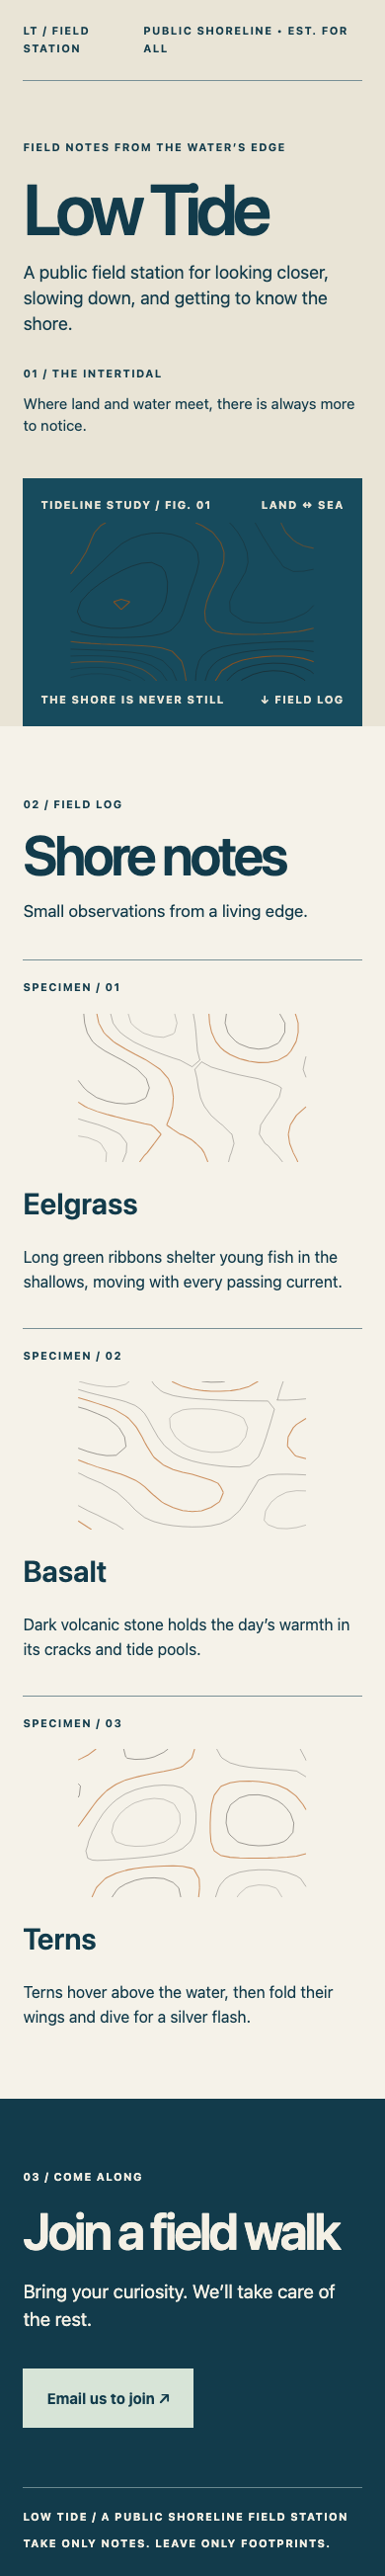 LT / FIELD STATION
PUBLIC SHORELINE • EST. FOR ALL
FIELD NOTES FROM THE WATER’S EDGE
Low Tide
A public field station for looking closer,
slowing down, and getting to know the
shore.
01 / THE INTERTIDAL
Where land and water meet, there is always more
to notice.
TIDELINE STUDY / FIG. 01
LAND ↔ SEA
THE SHORE IS NEVER STILL
↓ FIELD LOG
02 / FIELD LOG
Shore notes
Small observations from a living edge.
SPECIMEN / 01
Eelgrass
Long green ribbons shelter young fish in the
shallows, moving with every passing current.
SPECIMEN / 02
Basalt
Dark volcanic stone holds the day’s warmth in
its cracks and tide pools.
SPECIMEN / 03
Terns
Terns hover above the water, then fold their
wings and dive for a silver flash.
03 / COME ALONG
Join a field walk
Bring your curiosity. We’ll take care of
the rest.
Email us to join ↗
LOW TIDE / A PUBLIC SHORELINE FIELD STATION
TAKE ONLY NOTES. LEAVE ONLY FOOTPRINTS.